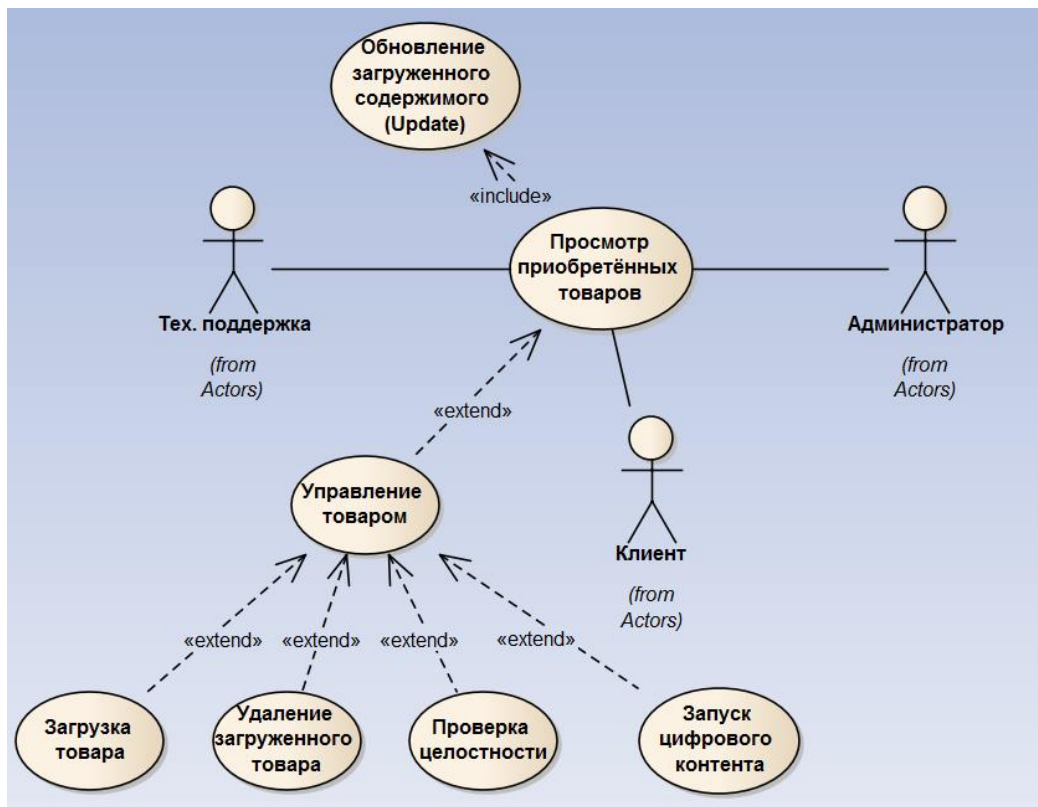 Обновление
загруженного
содержимого
(Update)
«include»
Просмотр
приобретённых
товаров
Тех. поддержка
(from
Actors)
Администратор
(from
Actors)
«extend»
Управление
товаром
Клиент
(from
Actors)
«extend»
«extend»
«extend»
«extend»
Загрузка
товара
Удаление
загруженного
товара
Проверка
целостности
Запуск
цифрового
контента